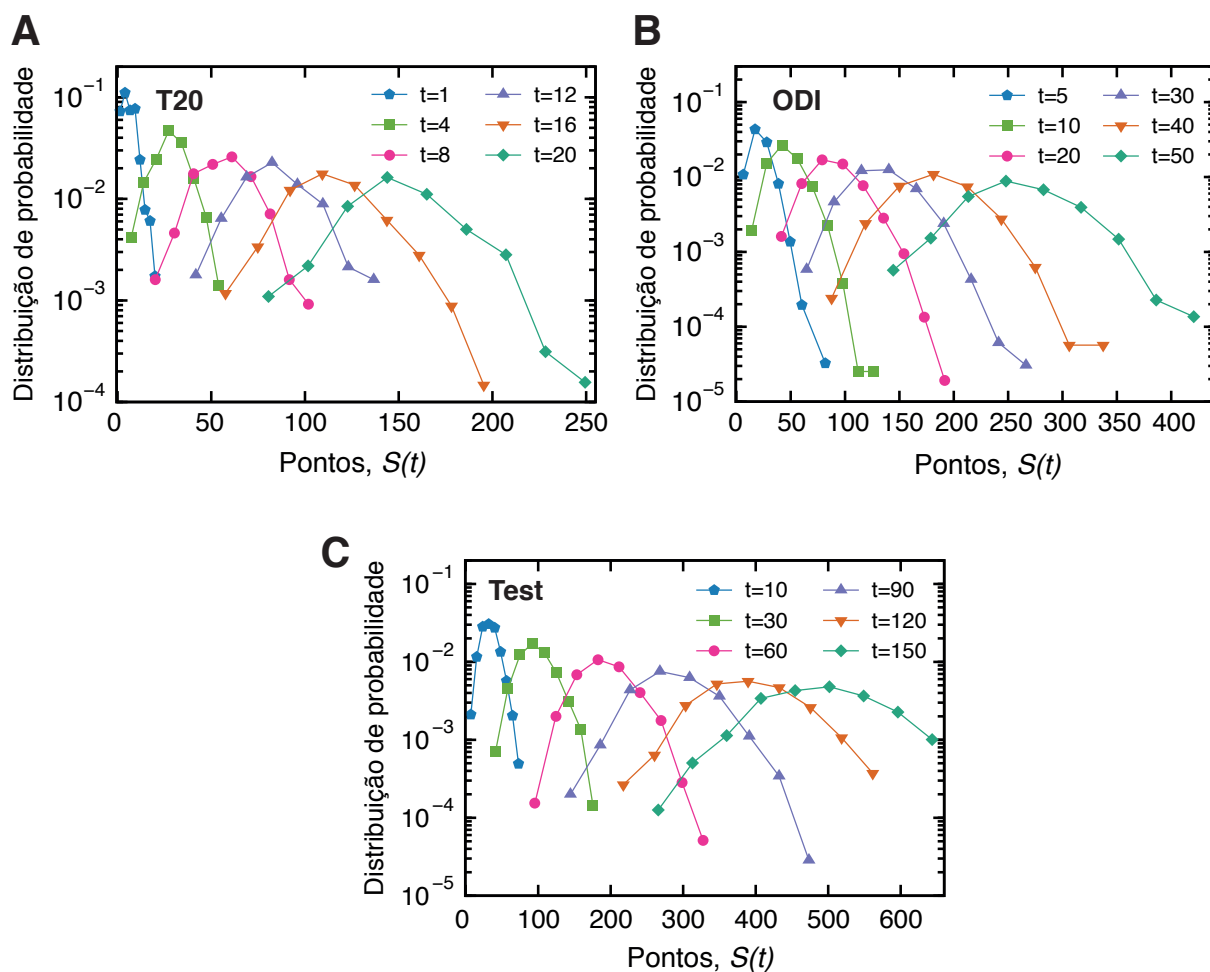 A
Distribuição de probabilidade
T20
t=1
t=4
t=8
t=12
t=16
t=20
10⁻¹
10⁻²
10⁻³
10⁻⁴
0 50 100 150 200 250
Pontos, S(t)
B
Distribuição de probabilidade
ODI
t=5
t=10
t=20
t=30
t=40
t=50
10⁻¹
10⁻²
10⁻³
10⁻⁴
10⁻⁵
0 50 100 150 200 250 300 350 400
Pontos, S(t)
C
Distribuição de probabilidade
Test
t=10
t=30
t=60
t=90
t=120
t=150
10⁻¹
10⁻²
10⁻³
10⁻⁴
10⁻⁵
0 100 200 300 400 500 600
Pontos, S(t)